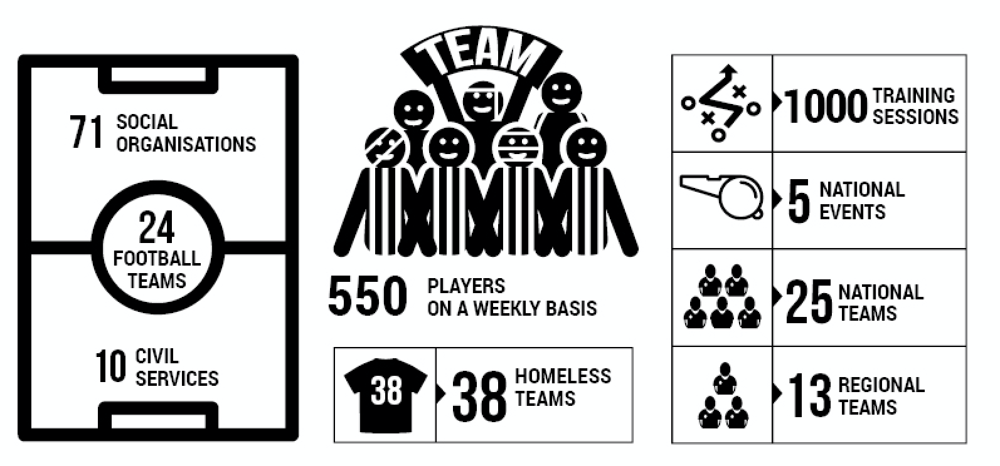 71 SOCIAL
ORGANISATIONS
24
FOOTBALL
TEAMS
10 CIVIL
SERVICES
TEAM
550 PLAYERS
ON A WEEKLY BASIS
38
38 HOMELESS
TEAMS
1000 TRAINING
SESSIONS
5 NATIONAL
EVENTS
25 NATIONAL
TEAMS
13 REGIONAL
TEAMS